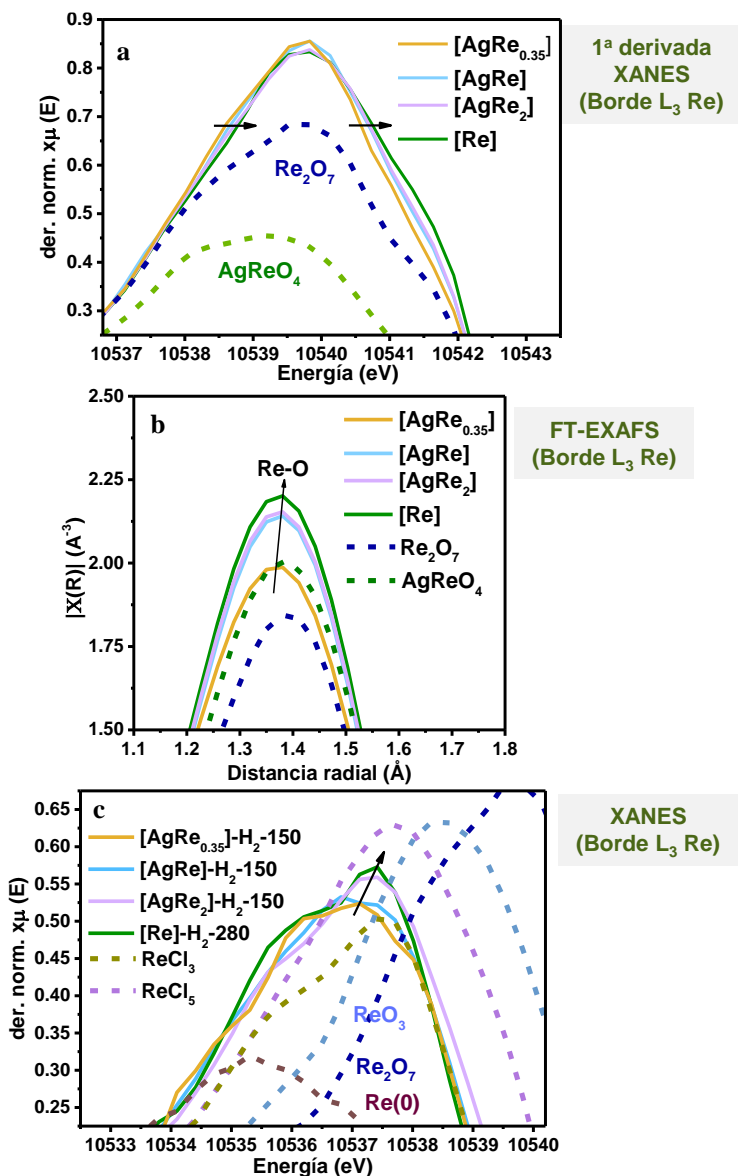 a
[AgRe0.35]
[AgRe]
[AgRe2]
[Re]
Re2O7
AgReO4
der. norm. xμ (E)
0.9
0.8
0.7
0.6
0.5
0.4
0.3
10537 10538 10539 10540 10541 10542 10543
Energía (eV)
1ª derivada
XANES
(Borde L3 Re)
b
Re-O
[AgRe0.35]
[AgRe]
[AgRe2]
[Re]
Re2O7
AgReO4
|X(R)| (A-3)
2.50
2.25
2.00
1.75
1.50
1.1 1.2 1.3 1.4 1.5 1.6 1.7 1.8
Distancia radial (Å)
FT-EXAFS
(Borde L3 Re)
c
[AgRe0.35]-H2-150
[AgRe]-H2-150
[AgRe2]-H2-150
[Re]-H2-280
ReCl3
ReCl5
ReO3
Re2O7
Re(0)
der. norm. xμ (E)
0.65
0.60
0.55
0.50
0.45
0.40
0.35
0.30
0.25
10533 10534 10535 10536 10537 10538 10539 10540
Energía (eV)
XANES
(Borde L3 Re)